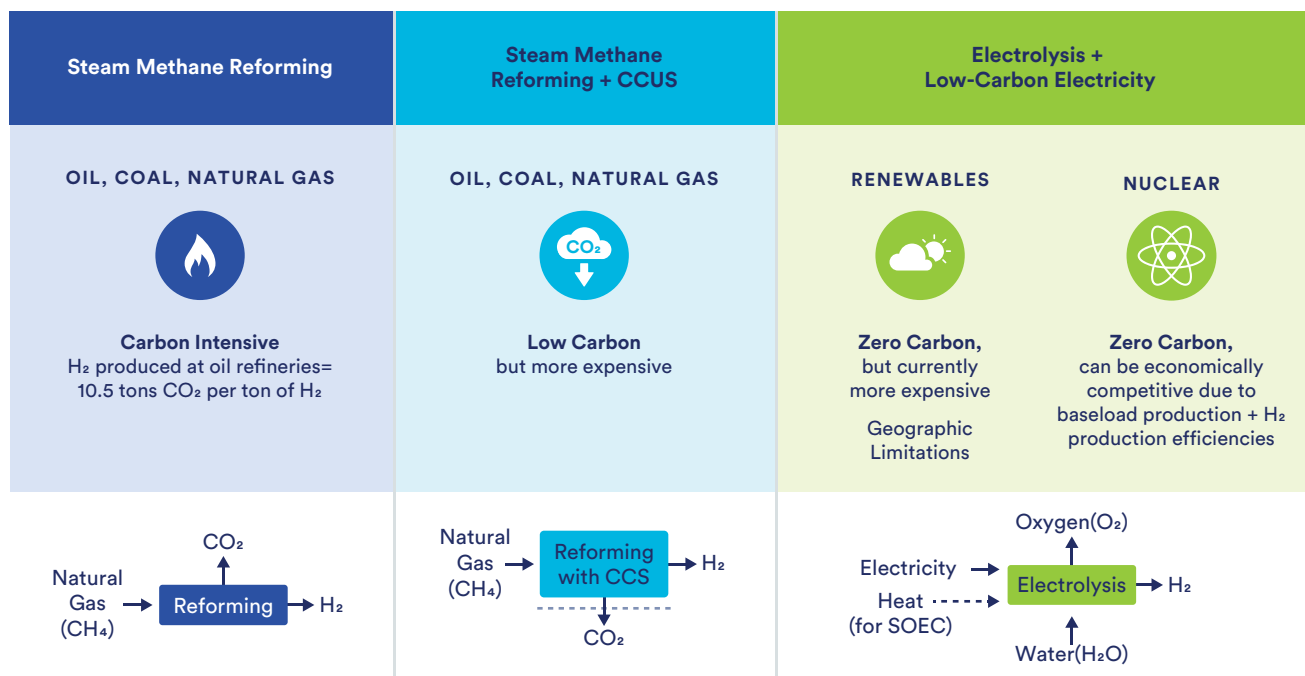 Steam Methane Reforming
Steam Methane
Reforming + CCUS
Electrolysis +
Low-Carbon Electricity
OIL, COAL, NATURAL GAS
Carbon Intensive
H₂ produced at oil refineries=
10.5 tons CO₂ per ton of H₂
OIL, COAL, NATURAL GAS
CO₂
Low Carbon
but more expensive
RENEWABLES
Zero Carbon,
but currently
more expensive
Geographic
Limitations
NUCLEAR
Zero Carbon,
can be economically
competitive due to
baseload production + H₂
production efficiencies
CO₂
Natural
Gas
(CH₄)
Reforming
H₂
Natural
Gas
(CH₄)
Reforming
with CCS
H₂
CO₂
Oxygen(O₂)
Electricity
Heat
(for SOEC)
Electrolysis
H₂
Water(H₂O)